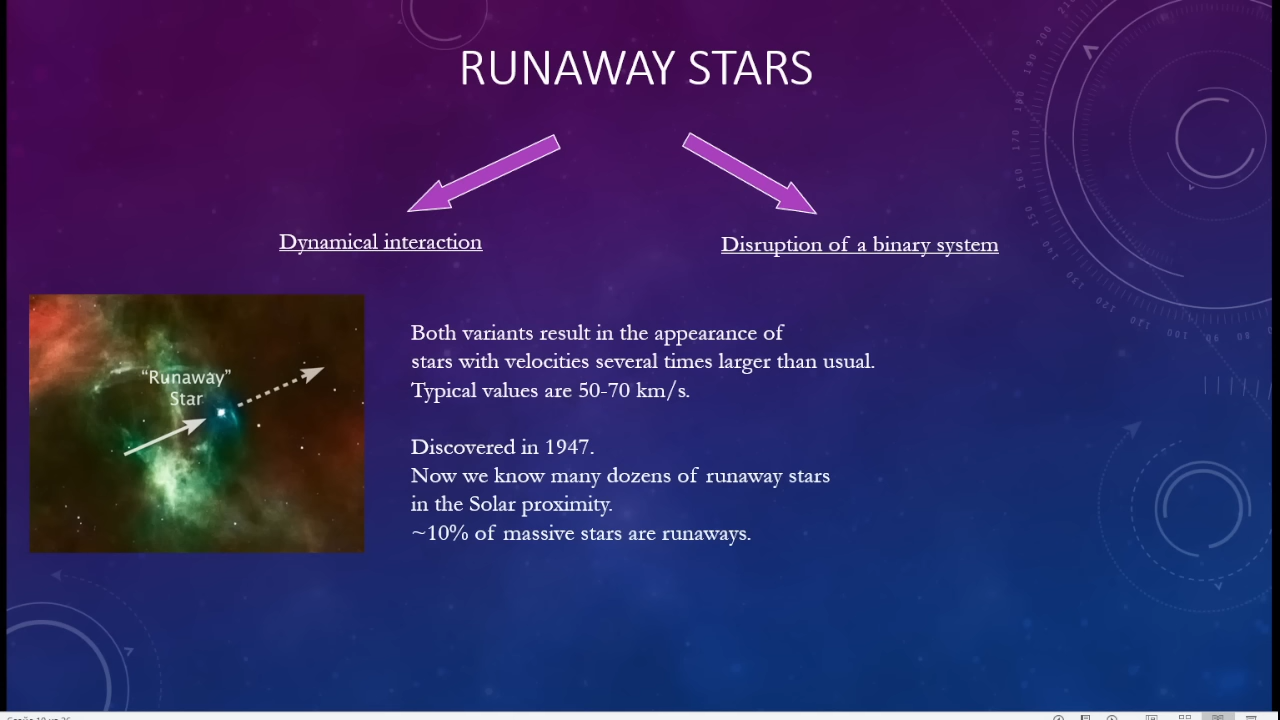 RUNAWAY STARS
Dynamical interaction
Disruption of a binary system
“Runaway”
Star
Both variants result in the appearance of
stars with velocities several times larger than usual.
Typical values are 50-70 km/s.
Discovered in 1947.
Now we know many dozens of runaway stars
in the Solar proximity.
~10% of massive stars are runaways.